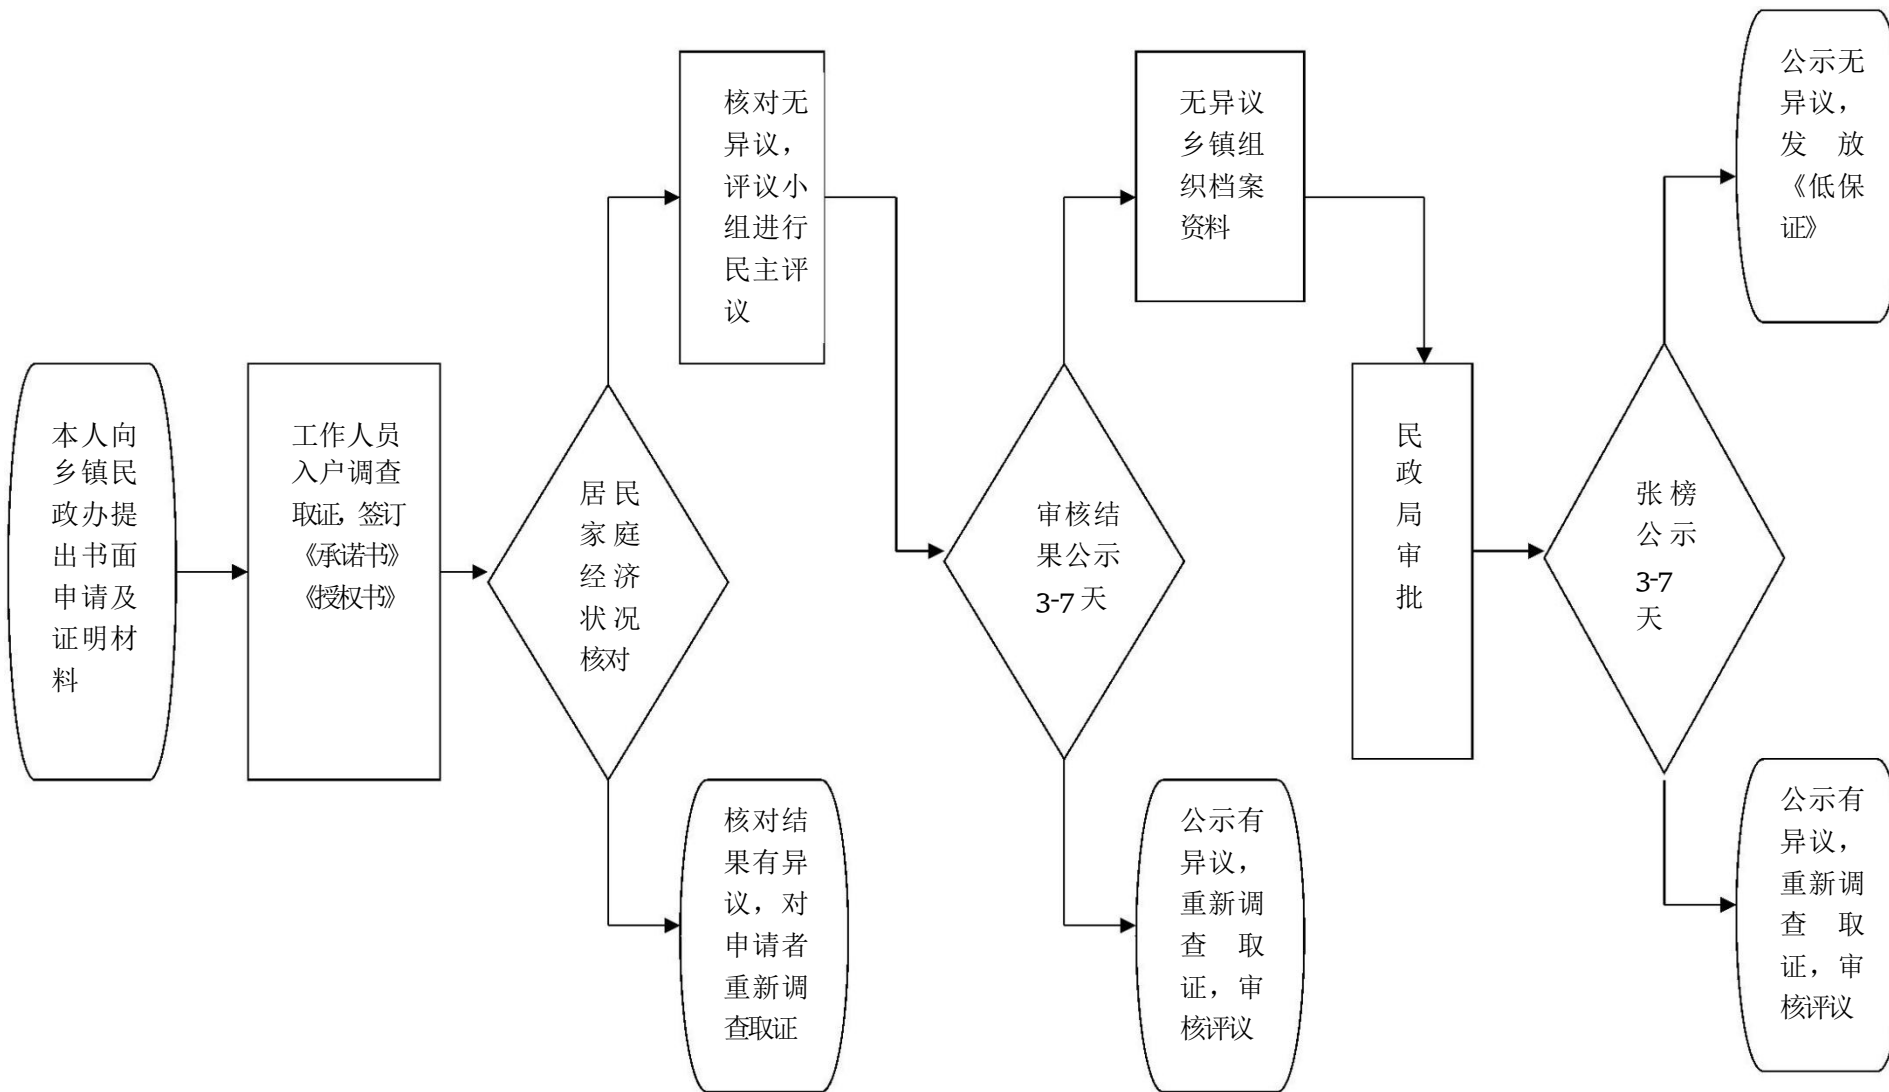 本人向
乡镇民
政办提
出书面
申请及
证明材
料
工作人员
入户调查
取证, 签订
《承诺书》
《授权书》
居民
家庭
经济
状况
核对
核对无
异议，
评议小
组进行
民主评
议
核对结
果有异
议，对
申请者
重新调
查取证
审核结
果公示
3-7天
无异议
乡镇组
织档案
资料
公示有
异议，
重新调
查取
证，审
核评议
民
政
局
审
批
张榜
公示
3-7
天
公示无
异议，
发放
《低保
证》
公示有
异议，
重新调
查取
证，审
核评议